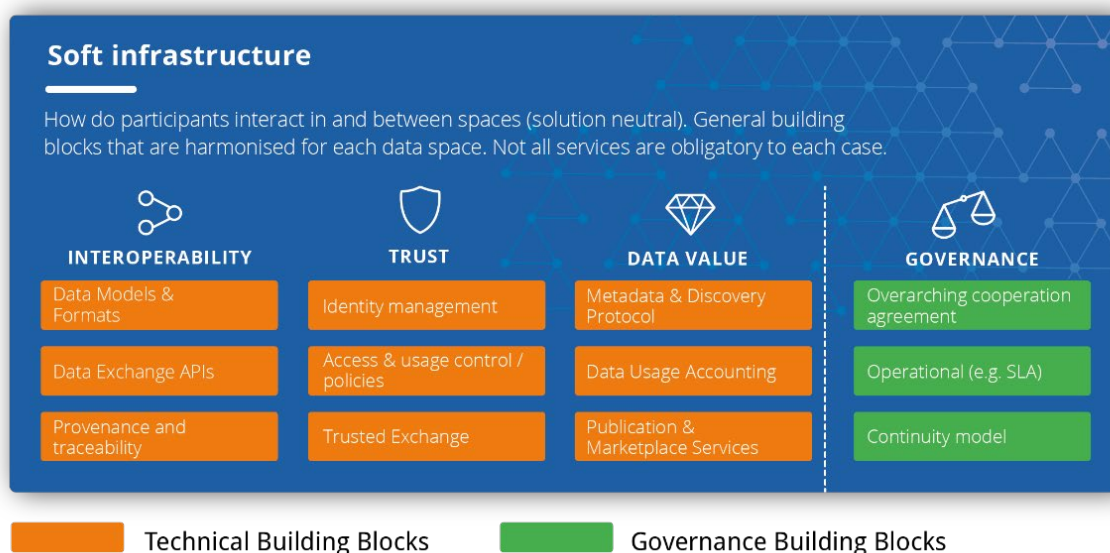 Soft infrastructure
How do participants interact in and between spaces (solution neutral). General building
blocks that are harmonised for each data space. Not all services are obligatory to each case.
INTEROPERABILITY
Data Models &
Formats
Data Exchange APIs
Provenance and
traceability
TRUST
Identity management
Access & usage control /
policies
Trusted Exchange
DATA VALUE
Metadata & Discovery
Protocol
Data Usage Accounting
Publication &
Marketplace Services
GOVERNANCE
Overarching cooperation
agreement
Operational (e.g. SLA)
Continuity model
Technical Building Blocks
Governance Building Blocks